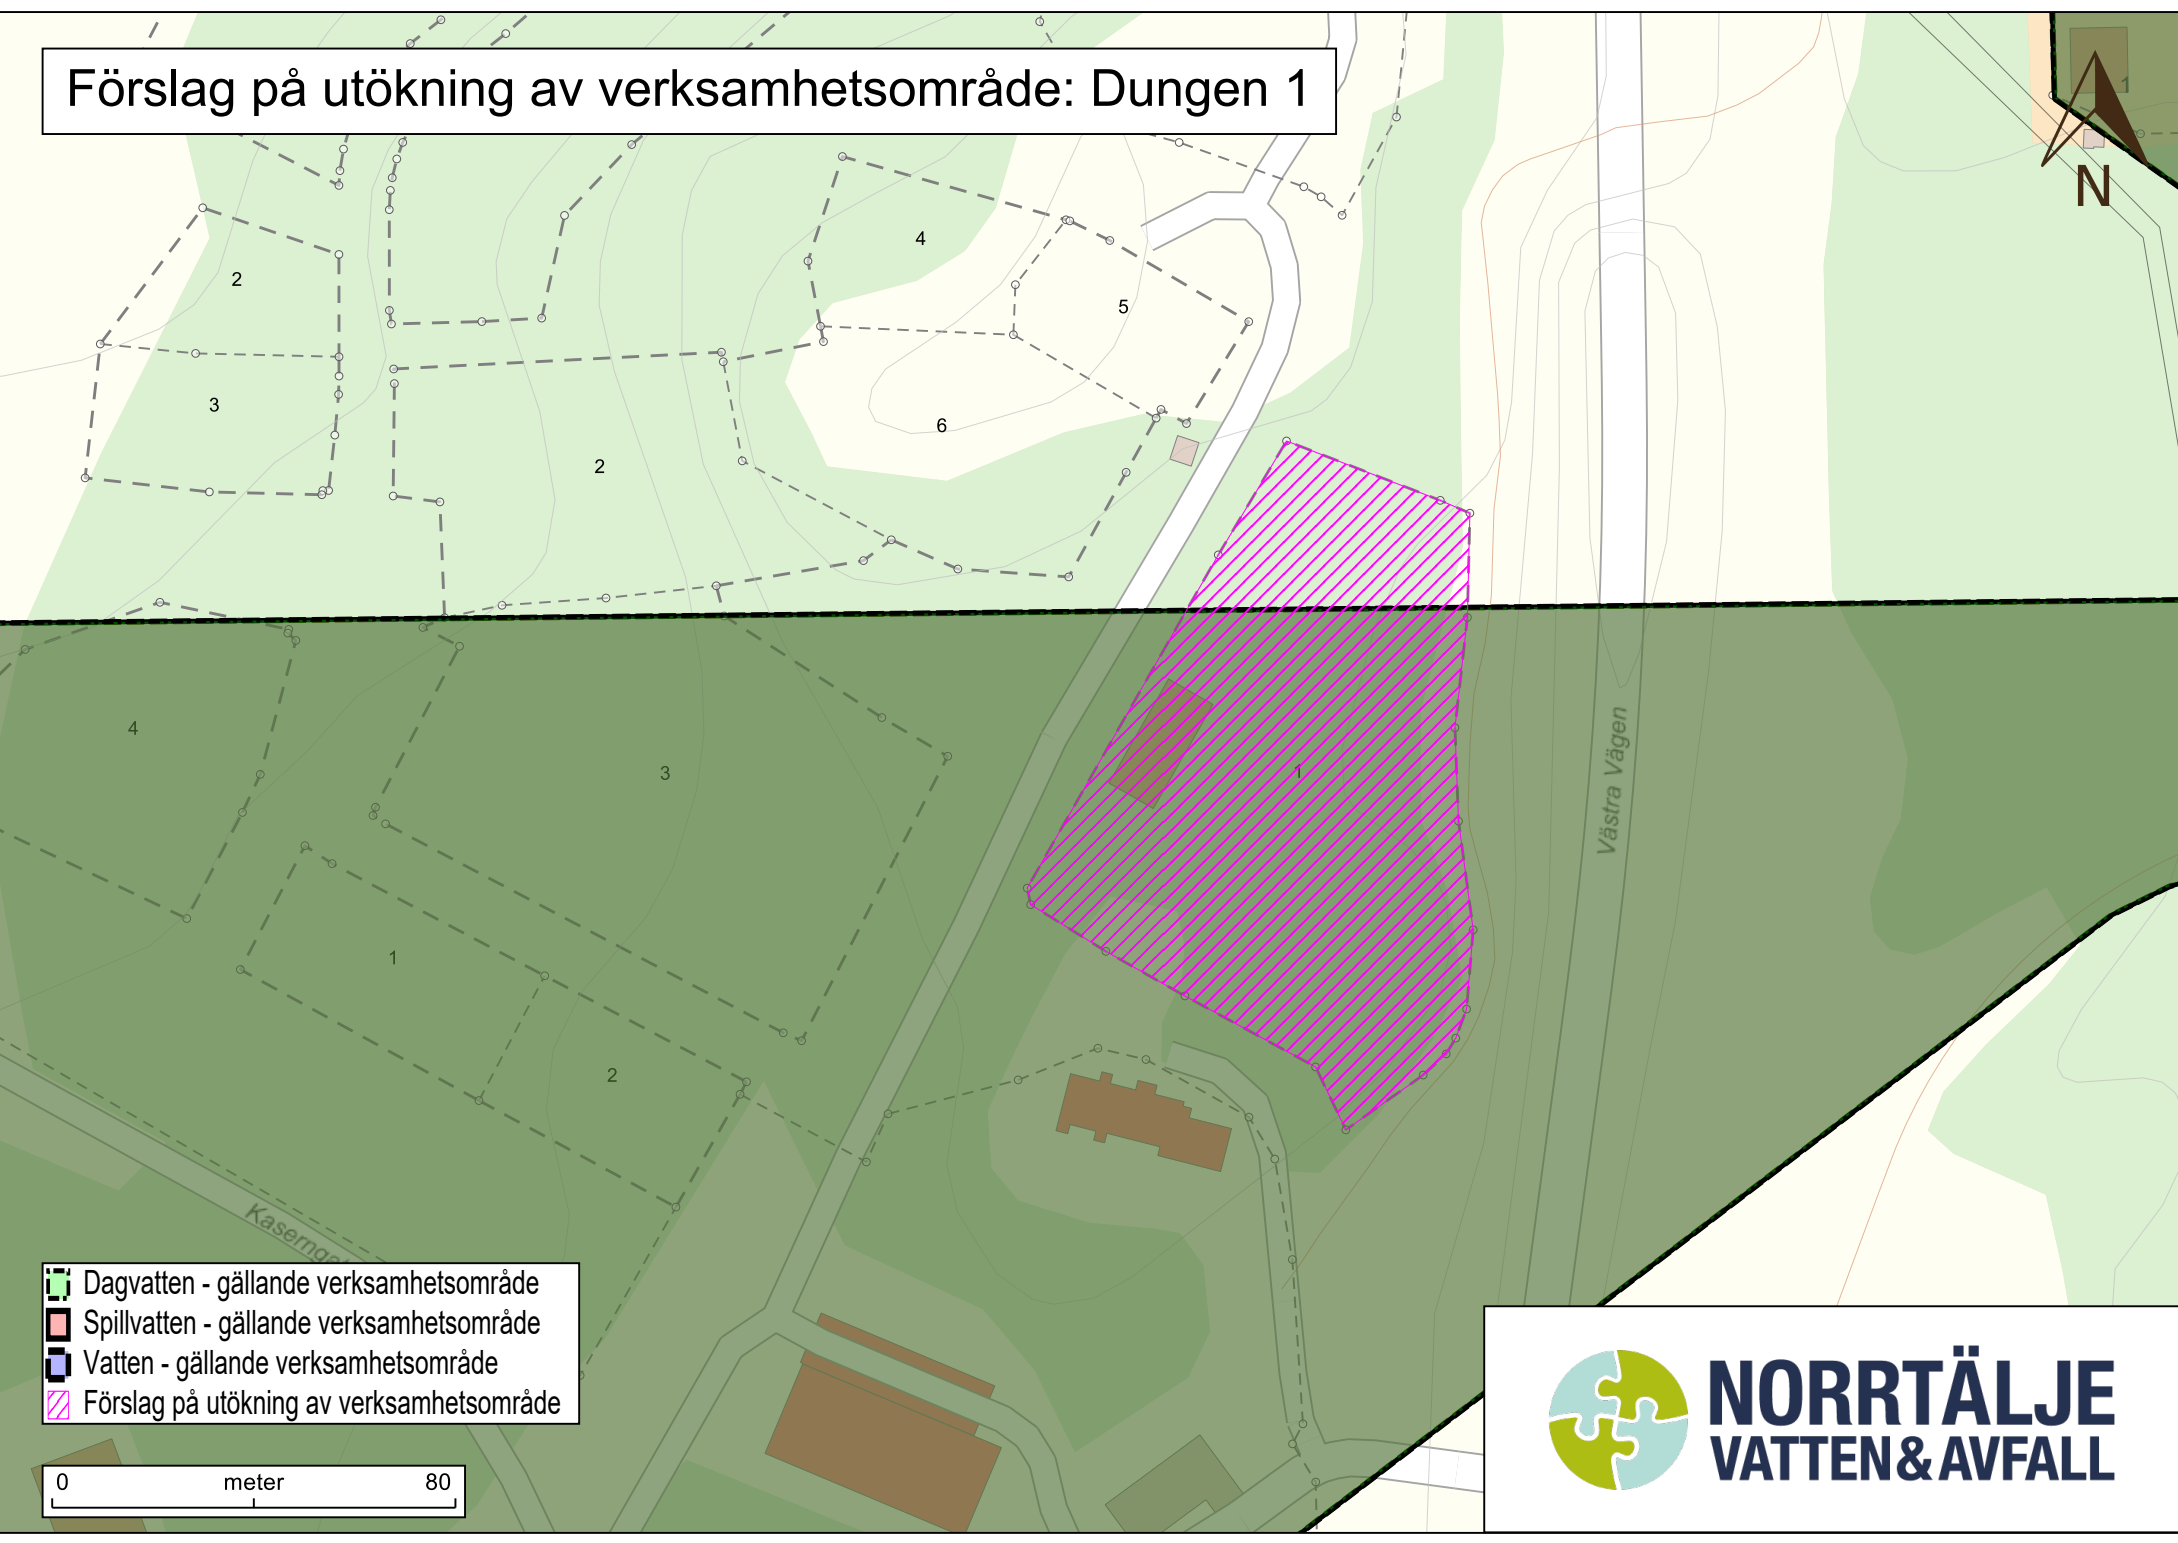 Förslag på utökning av verksamhetsområde: Dungen 1
1
N
4
2
5
3
6
2
4
3
1
Västra Vägen
1
2
Kaserngat
Dagvatten - gällande verksamhetsområde
Spillvatten - gällande verksamhetsområde
Vatten - gällande verksamhetsområde
Förslag på utökning av verksamhetsområde
0 meter 80
NORRTÄLJE
VATTEN & AVFALL